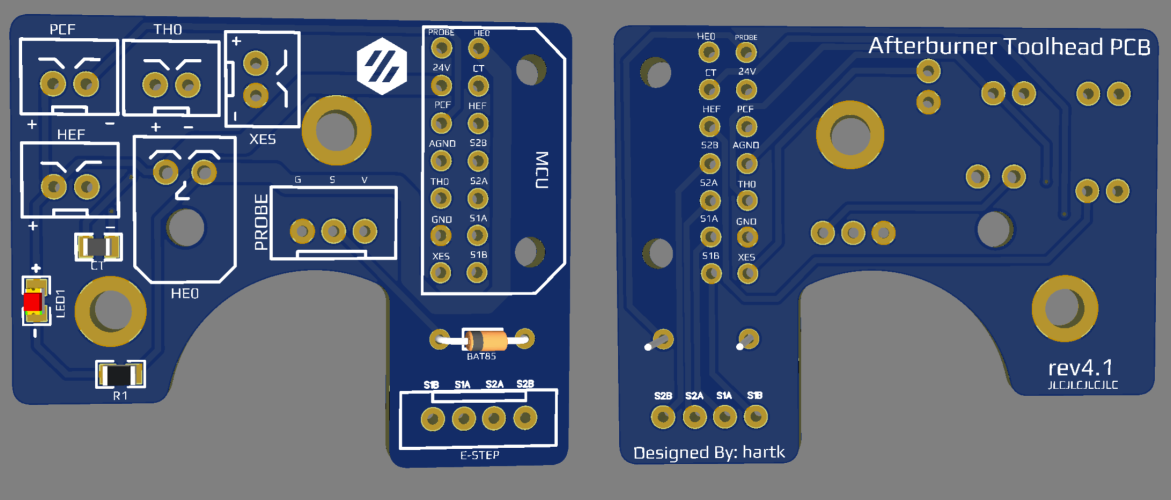 PCF
TH0
+
-
+
-
+
-
XES
HEF
+
-
C1
+
LED1
-
R1
HE0
PROBE
G S V
PROBE HE0
24V CT
PCF HEF
AGND S2B
TH0 S2A
GND S1A
XES S1B
MCU
BAT85
S1B S1A S2A S2B
E-STEP
HE0 PROBE
CT 24V
HEF PCF
S2B AGND
S2A TH0
S1A GND
S1B XES
Afterburner Toolhead PCB
rev4.1
JLCJLCJLCJLC
S2B S2A S1A S1B
Designed By: hartk